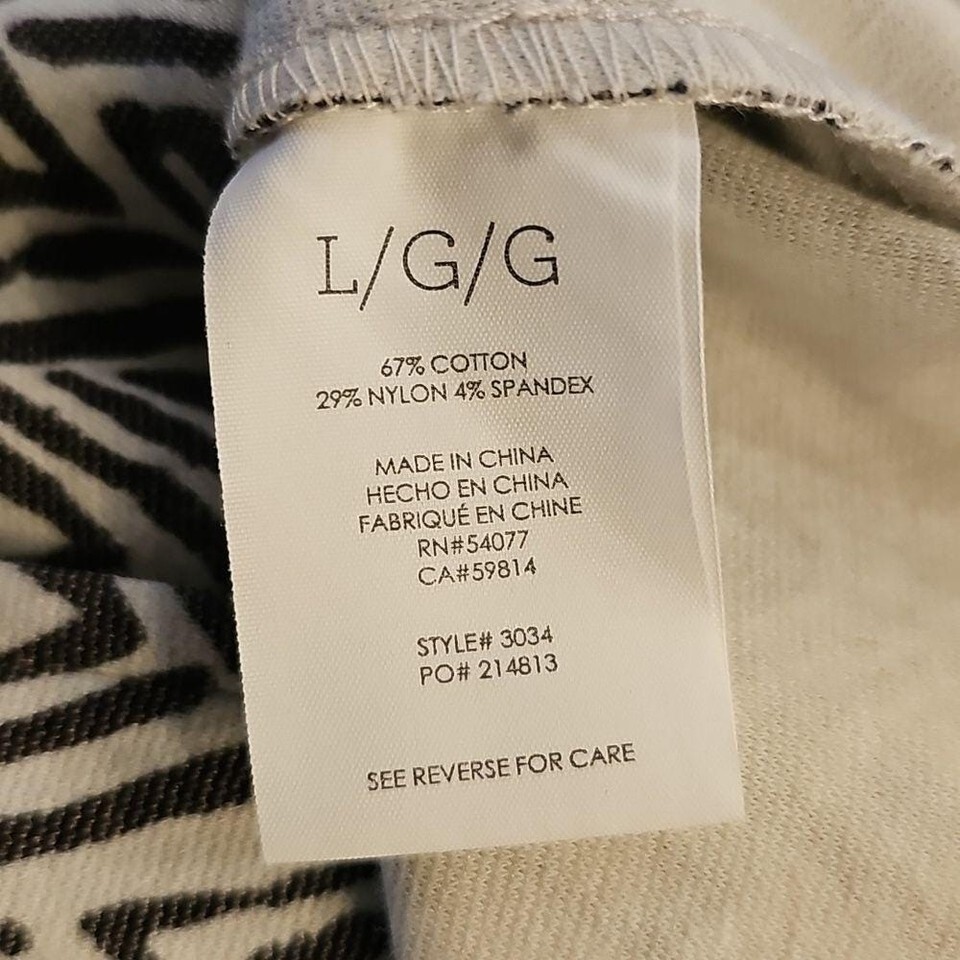 L/G/G
67% COTTON
29% NYLON 4% SPANDEX
MADE IN CHINA
HECHO EN CHINA
FABRIQUÉ EN CHINE
RN#54077
CA#59814
STYLE# 3034
PO# 214813
SEE REVERSE FOR CARE